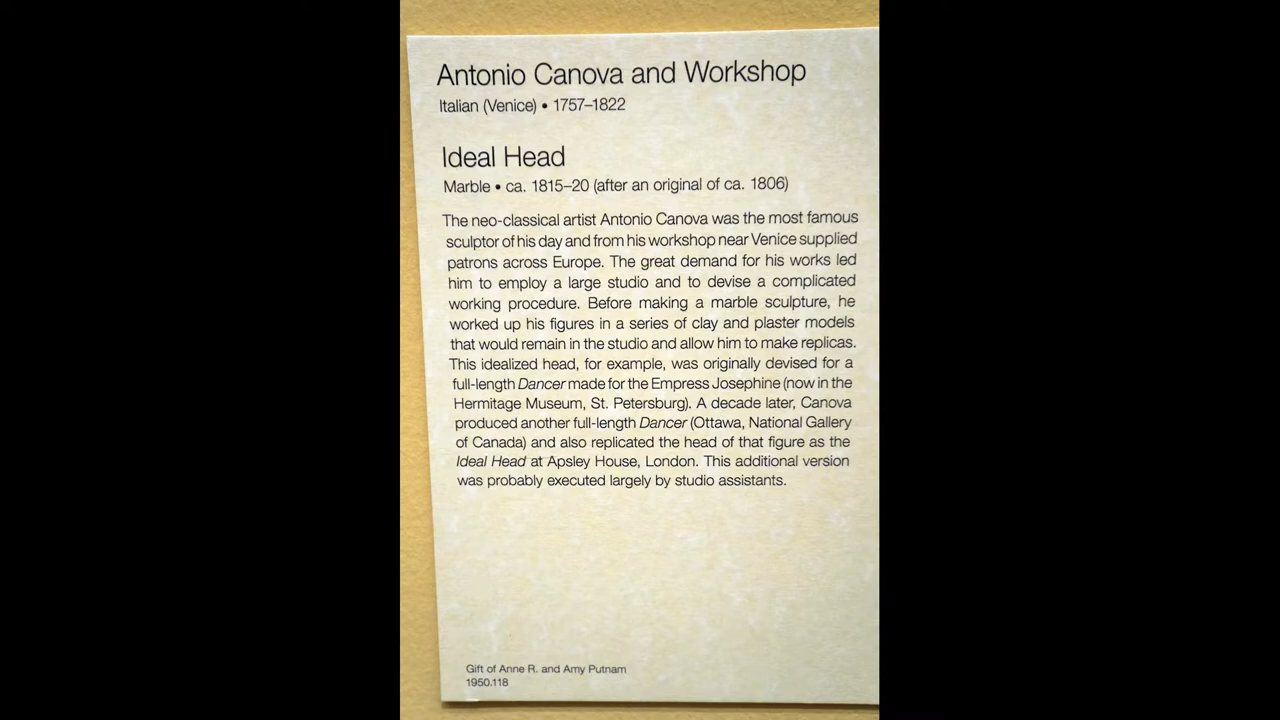 Antonio Canova and Workshop
Italian (Venice) • 1757–1822
Ideal Head
Marble • ca. 1815–20 (after an original of ca. 1806)
The neo-classical artist Antonio Canova was the most famous
sculptor of his day and from his workshop near Venice supplied
patrons across Europe. The great demand for his works led
him to employ a large studio and to devise a complicated
working procedure. Before making a marble sculpture, he
worked up his figures in a series of clay and plaster models
that would remain in the studio and allow him to make replicas.
This idealized head, for example, was originally devised for a
full-length Dancer made for the Empress Josephine (now in the
Hermitage Museum, St. Petersburg). A decade later, Canova
produced another full-length Dancer (Ottawa, National Gallery
of Canada) and also replicated the head of that figure as the
Ideal Head at Apsley House, London. This additional version
was probably executed largely by studio assistants.
Gift of Anne R. and Amy Putnam
1950.118